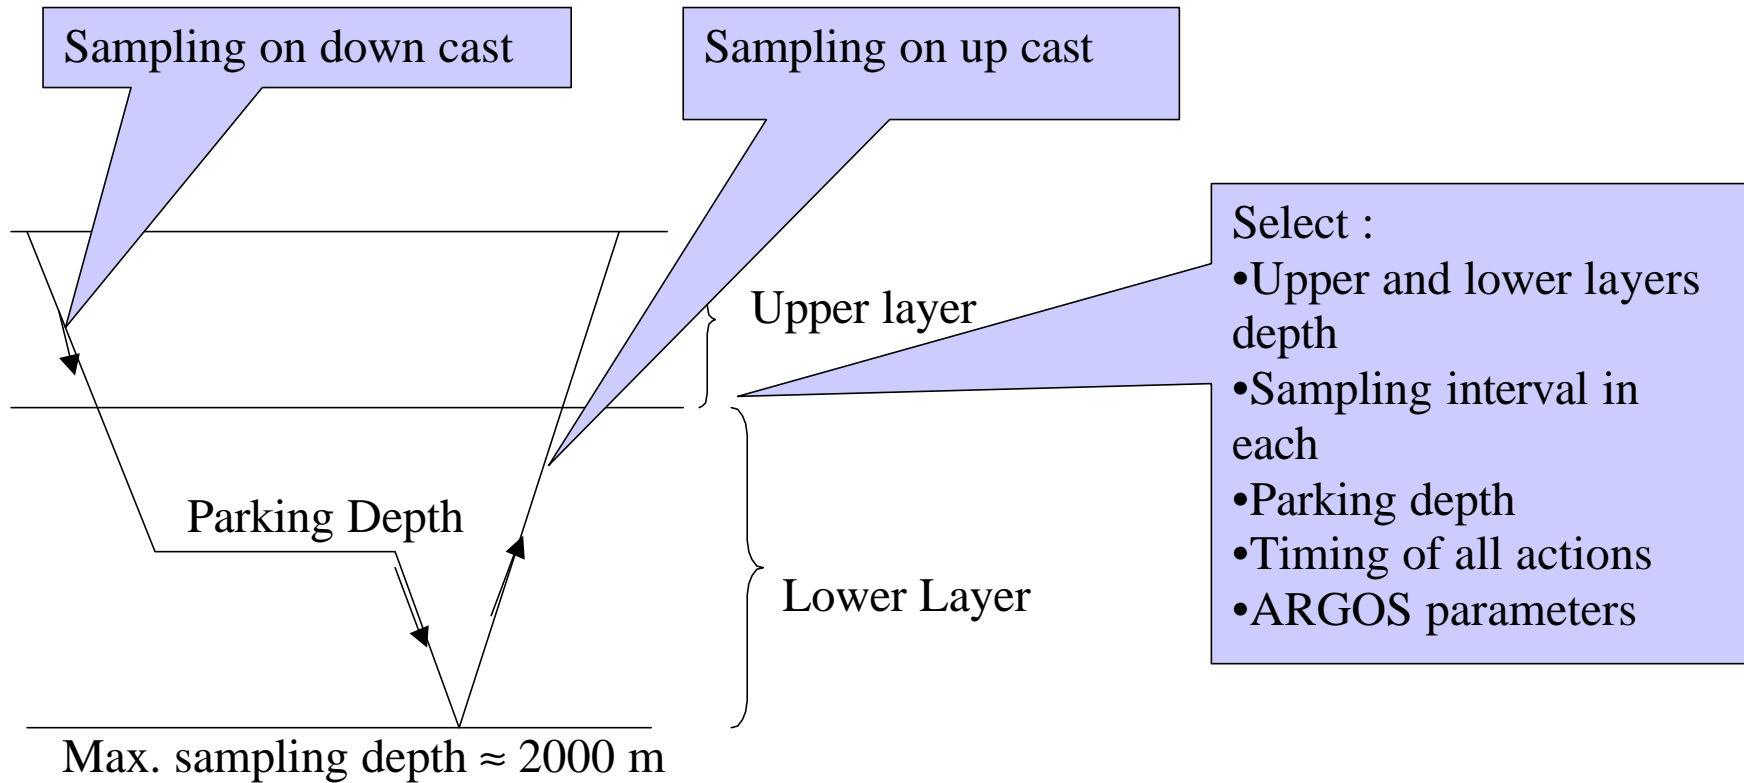 Sampling on down cast
Sampling on up cast
Select :
•Upper and lower layers
depth
•Sampling interval in
each
•Parking depth
•Timing of all actions
•ARGOS parameters
Upper layer
Parking Depth
Lower Layer
Max. sampling depth ≈ 2000 m